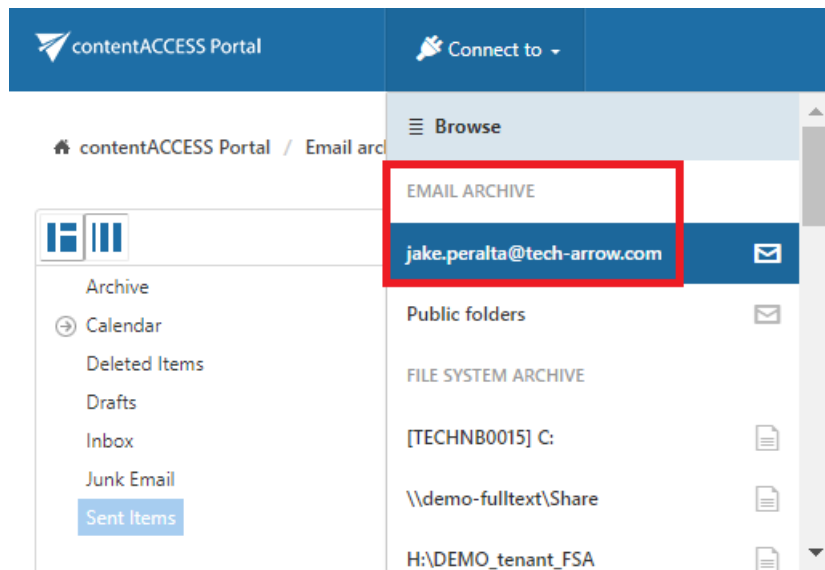 contentACCESS Portal
Connect to
contentACCESS Portal / Email arc
Archive
Calendar
Deleted Items
Drafts
Inbox
Junk Email
Sent Items
Browse
EMAIL ARCHIVE
jake.peralta@tech-arrow.com
Public folders
FILE SYSTEM ARCHIVE
[TECHNB0015] C:
\\demo-fulltext\Share
H:\DEMO_tenant_FSA